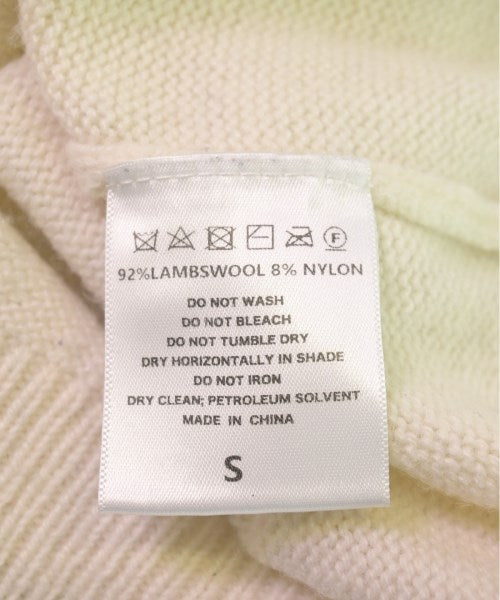 F
92%LAMBSWOOL 8% NYLON
DO NOT WASH
DO NOT BLEACH
DO NOT TUMBLE DRY
DRY HORIZONTALLY IN SHADE
DO NOT IRON
DRY CLEAN; PETROLEUM SOLVENT
MADE IN CHINA
S